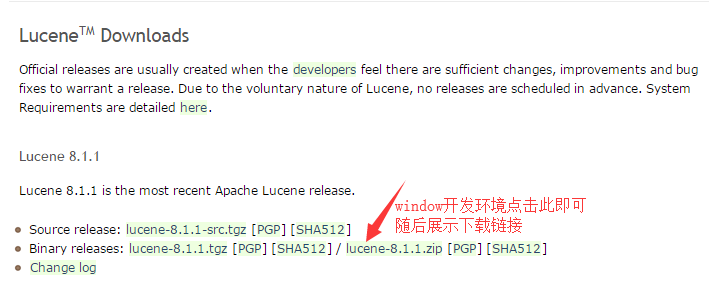 Lucene™ Downloads
Official releases are usually created when the developers feel there are sufficient changes, improvements and bug
fixes to warrant a release. Due to the voluntary nature of Lucene, no releases are scheduled in advance. System
Requirements are detailed here.
Lucene 8.1.1
Lucene 8.1.1 is the most recent Apache Lucene release.
window开发环境点击此即可
随后展示下载链接
Source release: lucene-8.1.1-src.tgz [PGP] [SHA512]
Binary releases: lucene-8.1.1.tgz [PGP] [SHA512] / lucene-8.1.1.zip [PGP] [SHA512]
Change log